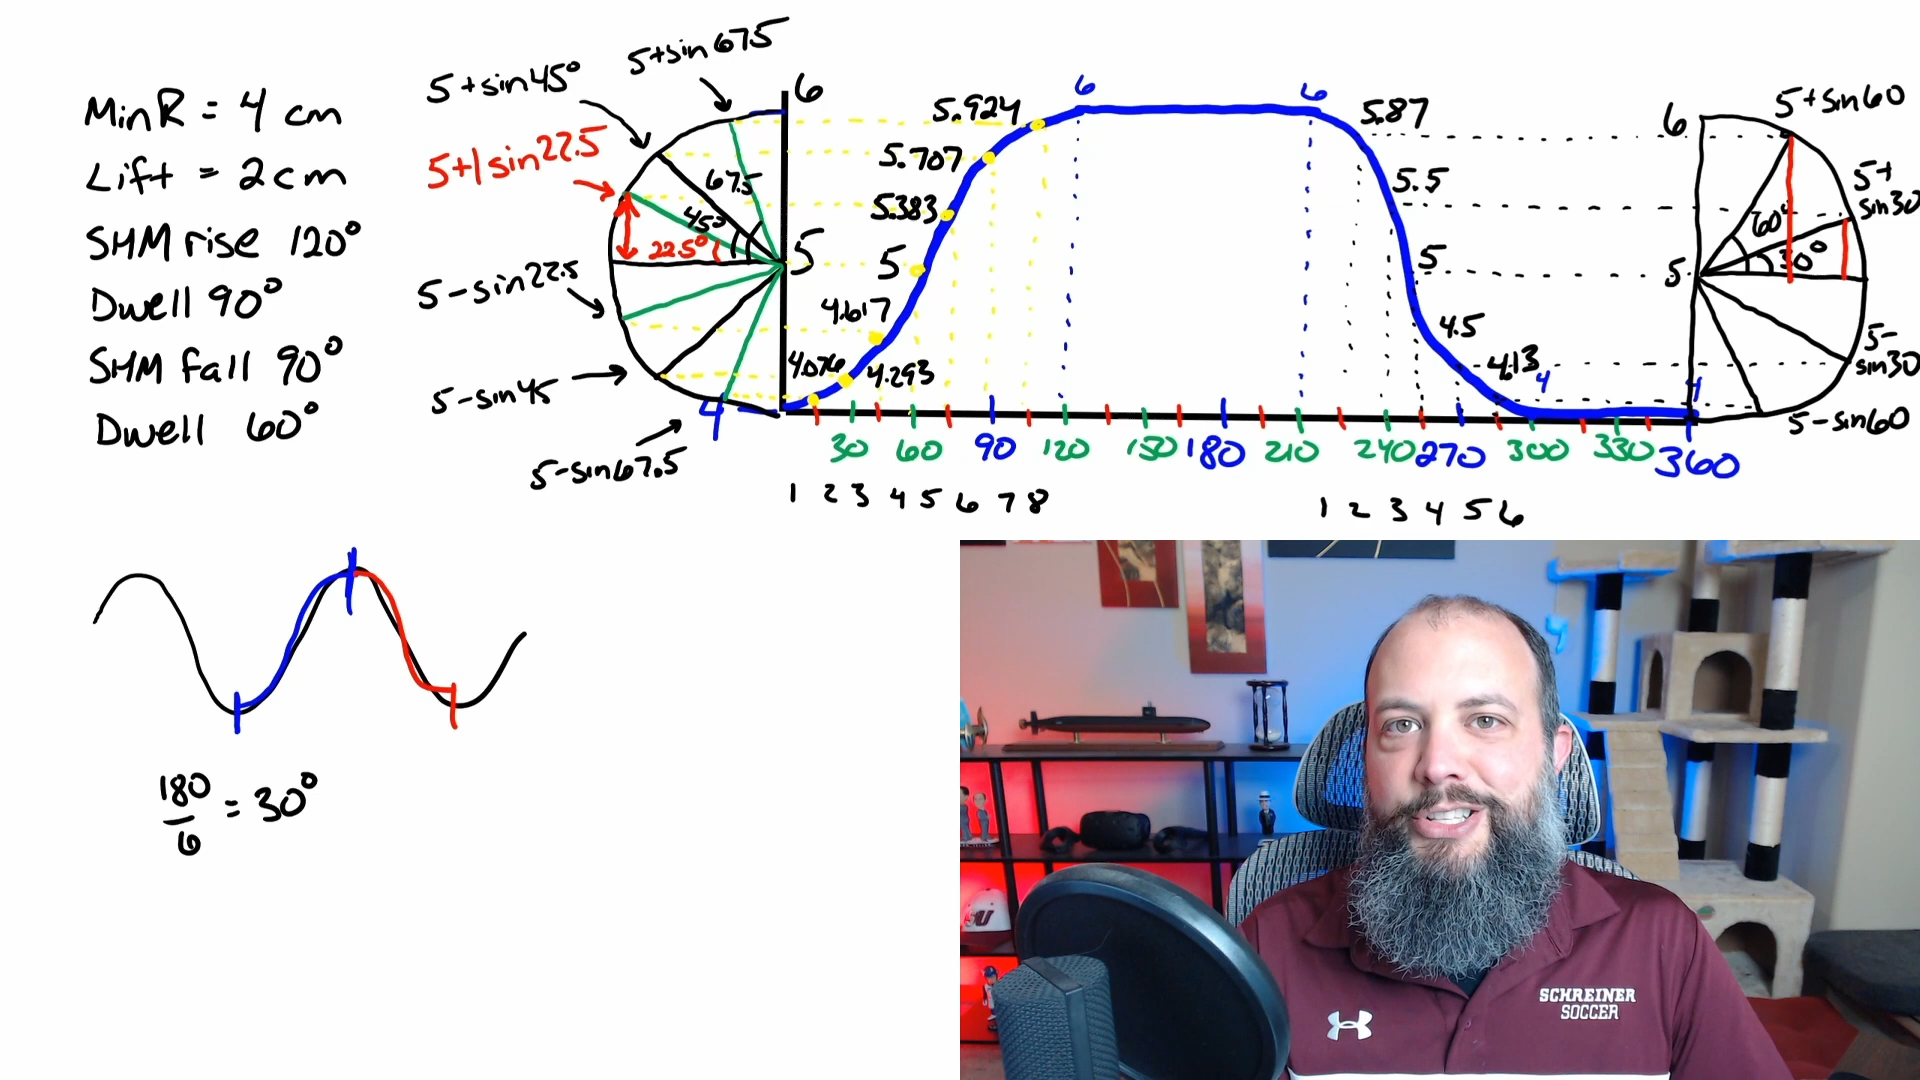 Min R = 4 cm
Lift = 2 cm
SHM rise 120°
Dwell 90°
SHM fall 90°
Dwell 60°
5+sin45°
5+sin67.5
5+1sin22.5
5-sin22.5
5-sin45
5-sin67.5
67.5
45°
22.5°
6
5
4
5.924
5.707
5.383
5
4.617
4.076
4.293
6
6
5.87
5.5
5
4.5
4.13
4
4
6
5
5+sin60
5+
sin30
60°
30°
5-
sin30
5-sin60
30 60 90 120 150 180 210 240 270 300 330 360
1 2 3 4 5 6 7 8
1 2 3 4 5 6
180
6
= 30°
U
SCHREINER
SOCCER